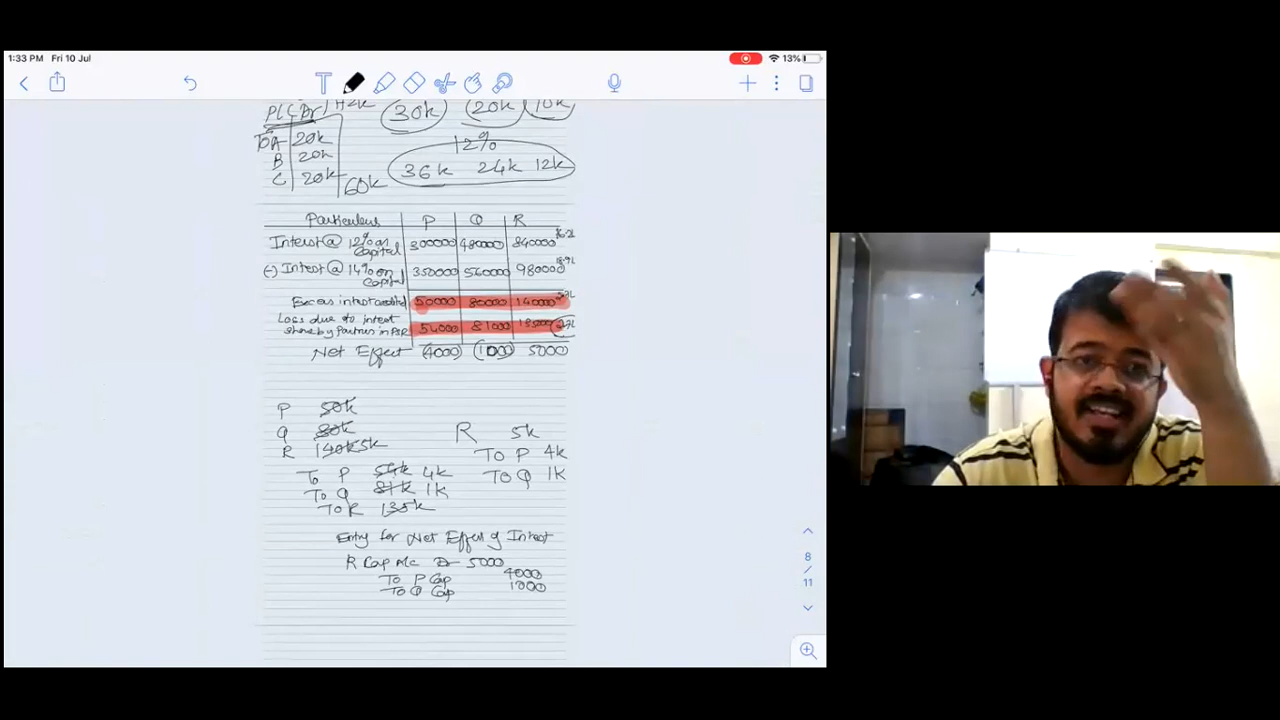 1:33 PM Fri 10 Jul
13%
30k 20k 10k
To A 20k
B 20k
C 20k 60k
12%
36k 24k 12k
Particulars P Q R
Interest @ 12% on Capital 300000 480000 840000
(-) Interest @ 14% on Capital 350000 560000 980000
Excess interest credited 50000 80000 140000
Loss due to interest share by Partners in PSR 54000 81000 135000
Net Effect (4000) (1000) 5000
P 50k
Q 80k
R 140k 5k
To P 54k 4k
To Q 81k 1k
To R 135k
R 5k
To P 4k
To Q 1k
Entry for Net Effect of Interest
R Cap A/c Dr 5000
To P Cap 4000
To Q Cap 1000
8
11